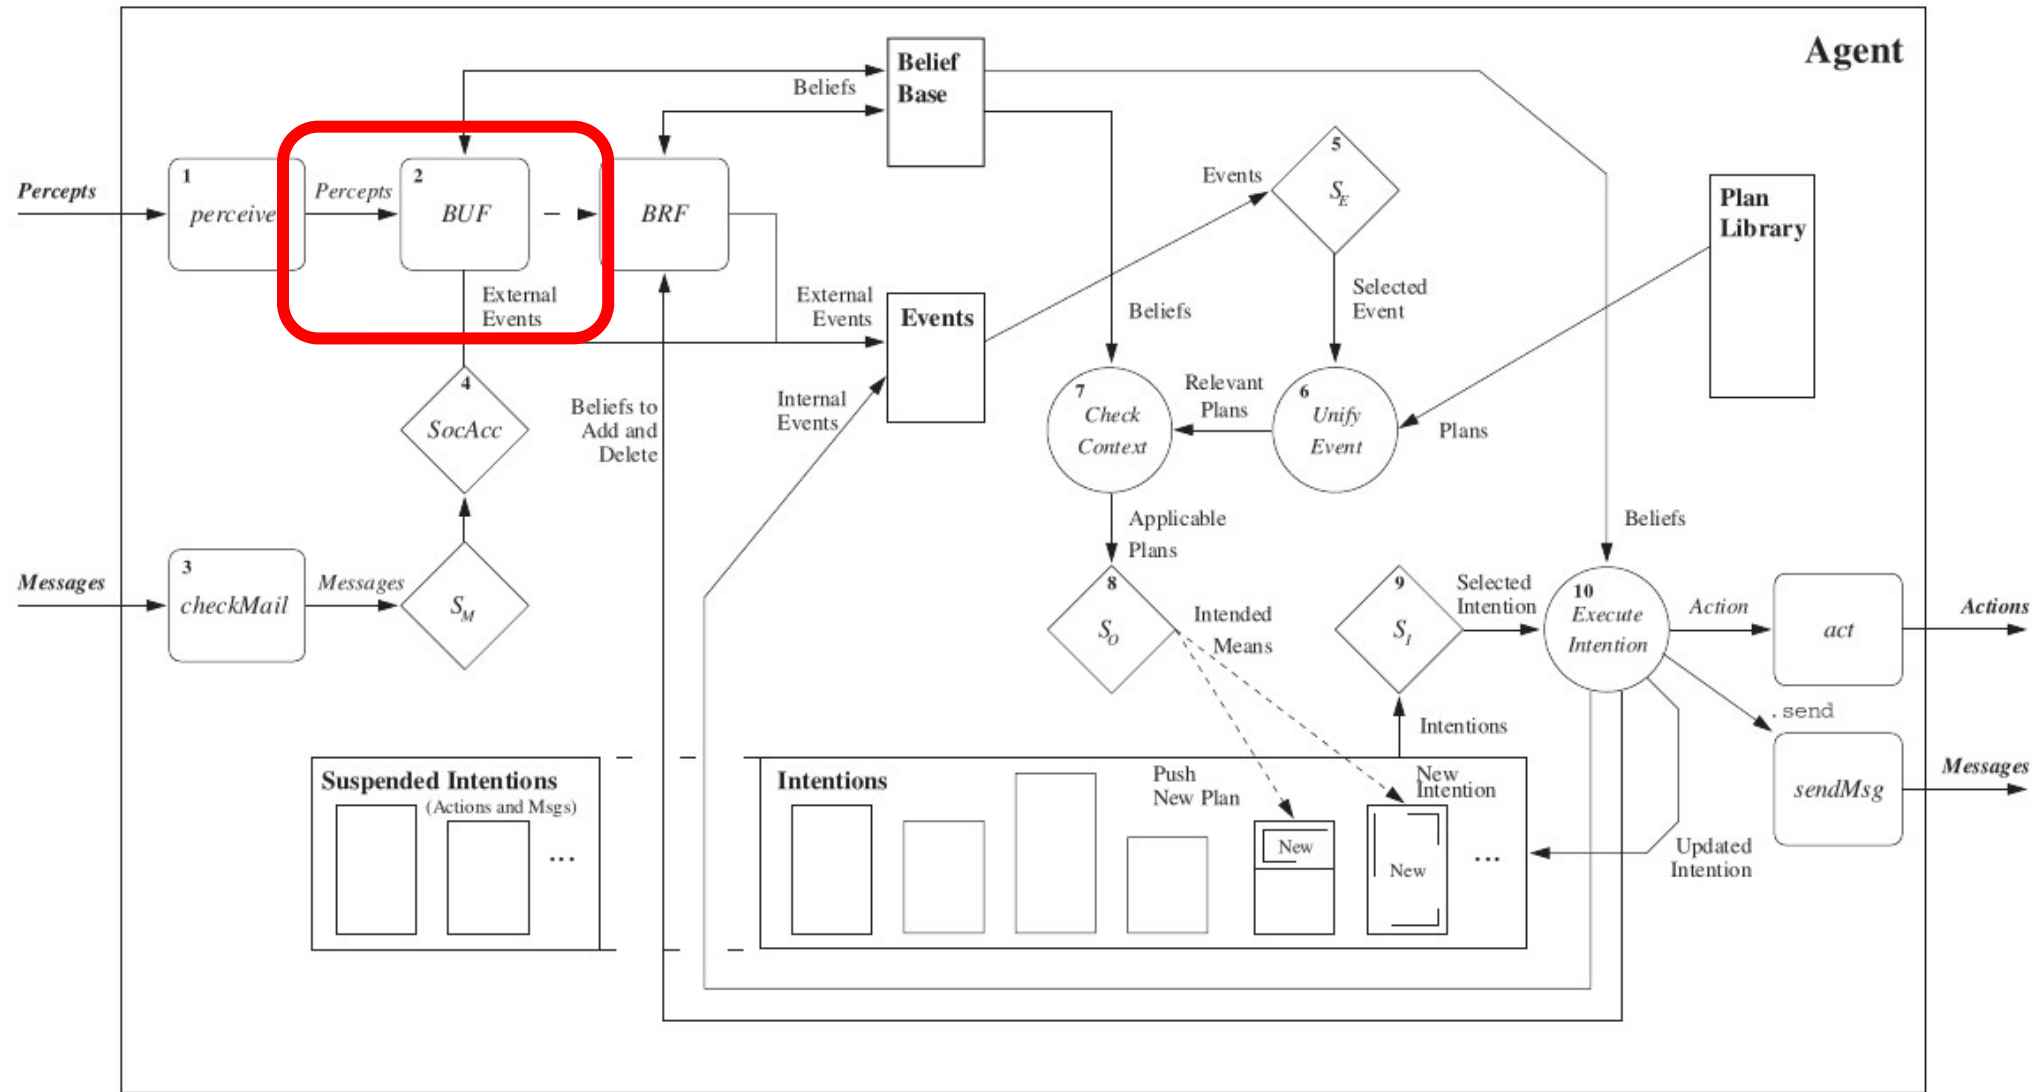 Agent
Belief
Base
Beliefs
Percepts
1
perceive
Percepts
2
BUF
BRF
5
S_E
Events
Plan
Library
External
Events
External
Events
Events
Selected
Event
Beliefs
4
SocAcc
Beliefs to
Add and
Delete
Internal
Events
7
Check
Context
Relevant
Plans
6
Unify
Event
Plans
Applicable
Plans
Beliefs
Messages
3
checkMail
Messages
S_M
8
S_O
Intended
Means
9
S_I
Selected
Intention
10
Execute
Intention
Action
act
Actions
.send
sendMsg
Messages
Intentions
Suspended Intentions
(Actions and Msgs)
...
Intentions
Push
New Plan
New
Intention
New
New
...
Updated
Intention